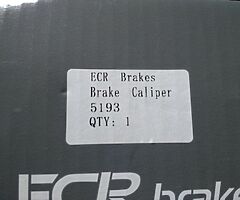 ECR Brakes
Brake Caliper
5193
QTY: 1
ECR brake